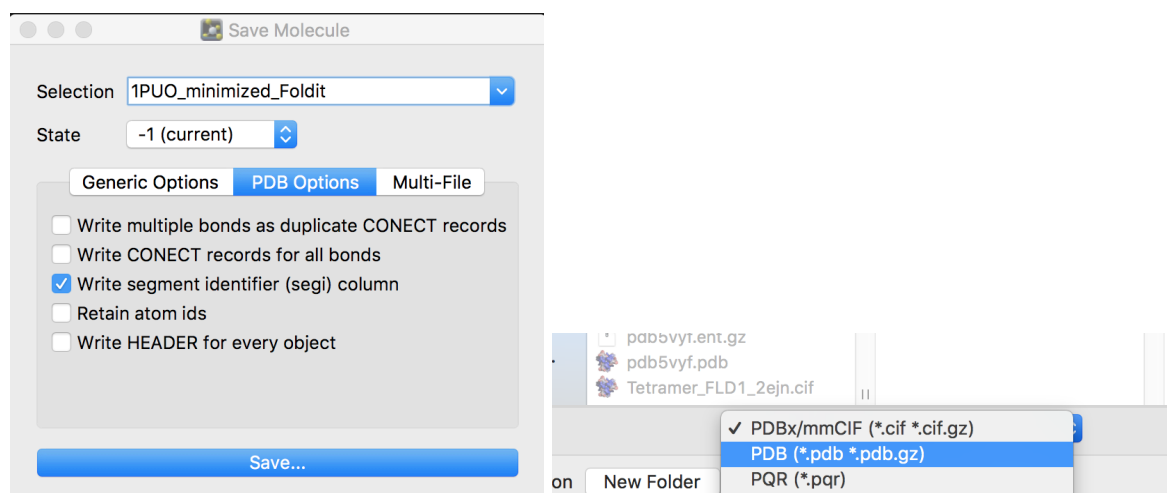 Save Molecule
Selection 1PUO_minimized_Foldit
State -1 (current)
Generic Options PDB Options Multi-File
Write multiple bonds as duplicate CONECT records
Write CONECT records for all bonds
Write segment identifier (segi) column
Retain atom ids
Write HEADER for every object
Save...
pdb5vyf.ent.gz
pdb5vyf.pdb
Tetramer_FLD1_2ejn.cif
PDBx/mmCIF (*.cif *.cif.gz)
PDB (*.pdb *.pdb.gz)
on New Folder PQR (*.pqr)